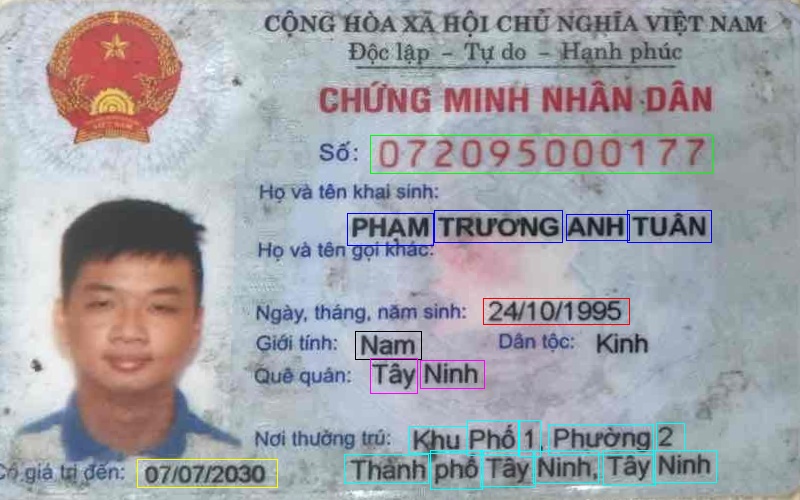 CỘNG HÒA XÃ HỘI CHỦ NGHĨA VIỆT NAM
Độc lập - Tự do - Hạnh phúc
CHỨNG MINH NHÂN DÂN
Số: 072095000177
Họ và tên khai sinh:
PHẠM TRƯƠNG ANH TUÂN
Họ và tên gọi khác:
Ngày, tháng, năm sinh: 24/10/1995
Giới tính: Nam Dân tộc: Kinh
Quê quán: Tây Ninh
Nơi thường trú: Khu Phố 1, Phường 2
Có giá trị đến: 07/07/2030 Thành phố Tây Ninh, Tây Ninh